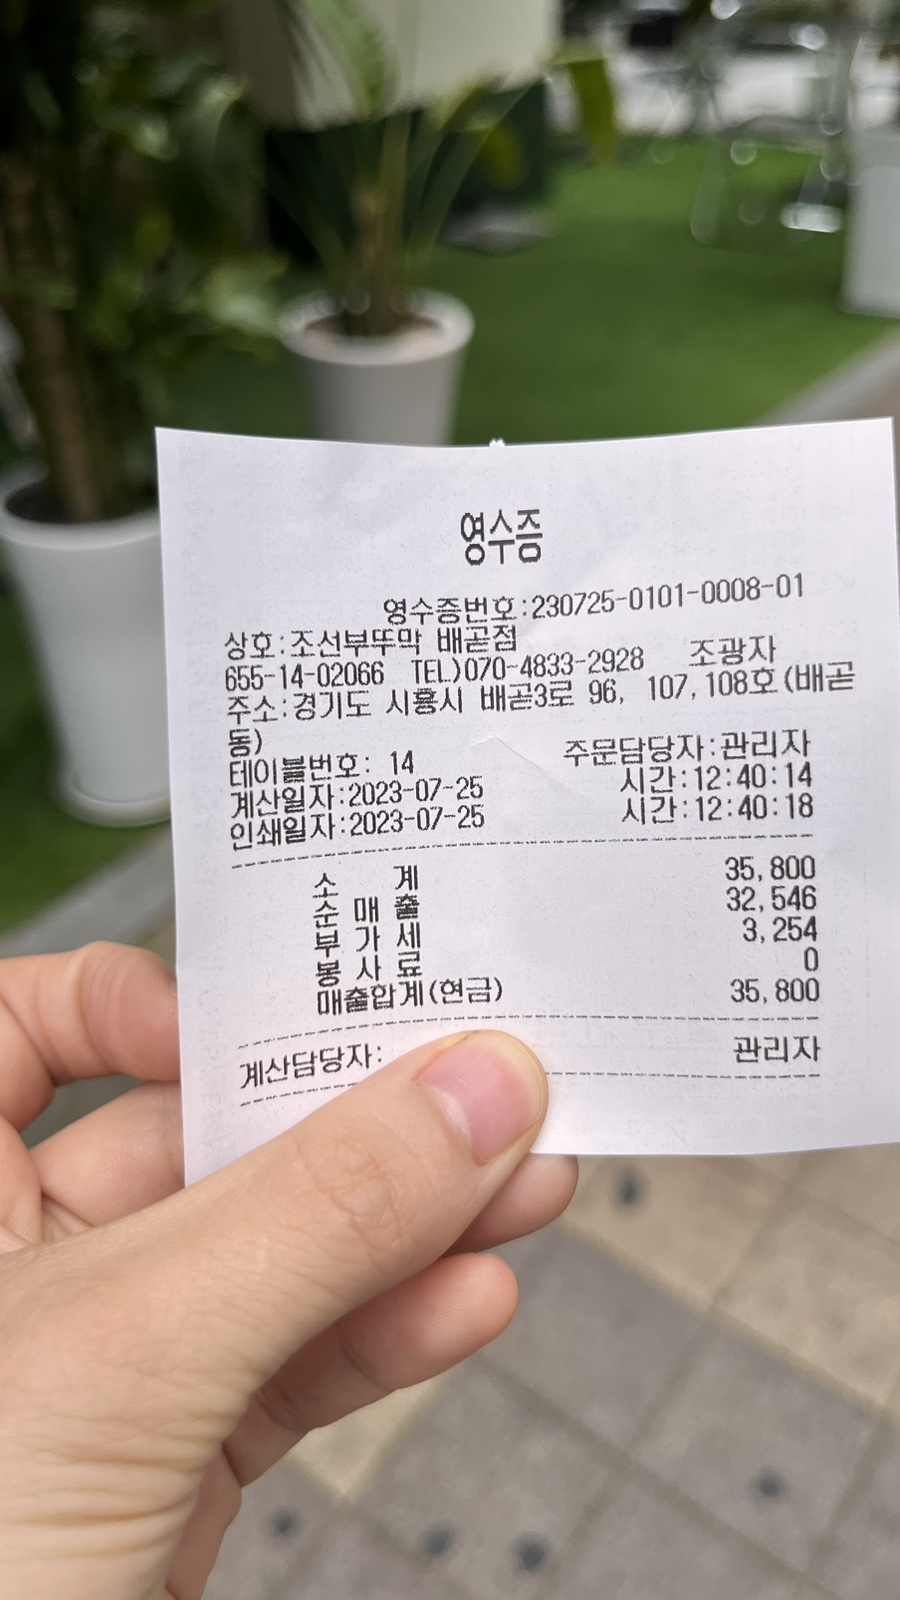 영수증
영수증번호:230725-0101-0008-01
상호:조선부뚜막 배곧점
655-14-02066 TEL)070-4833-2928 조광자
주소:경기도 시흥시 배곧3로 96, 107,108호(배곧
동)
테이블번호: 14 주문담당자:관리자
계산일자:2023-07-25 시간:12:40:14
인쇄일자:2023-07-25 시간:12:40:18
소 계 35,800
순 매 출 32,546
부 가 세 3,254
봉 사 료 0
매출합계(현금) 35,800
계산담당자: 관리자